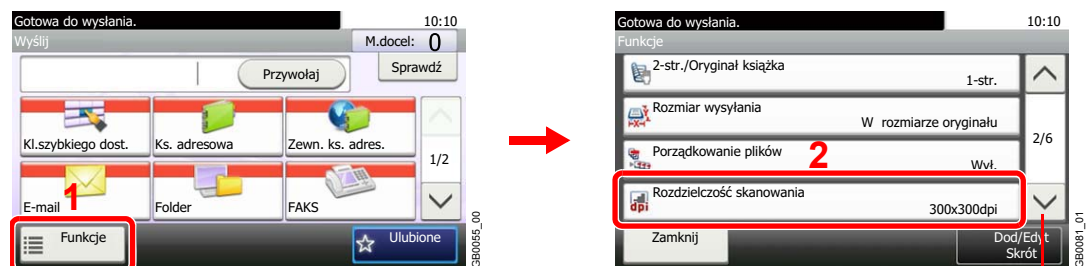 Gotowa do wysłania. 10:10
Wyślij
M.docel: 0
Przywołaj
Sprawdź
Kl.szybkiego dost.
Ks. adresowa
Zewn. ks. adres.
1/2
E-mail
Folder
FAKS
1
Funkcje
Ulubione
GB0055_00
Gotowa do wysłania. 10:10
Funkcje
2-str./Oryginał książka
1-str.
Rozmiar wysyłania
W rozmiarze oryginału
2/6
Porządkowanie plików
Wył.
2
Rozdzielczość skanowania
dpi
300x300dpi
Zamknij
Dod/Edyt
Skrót
GB0081_01